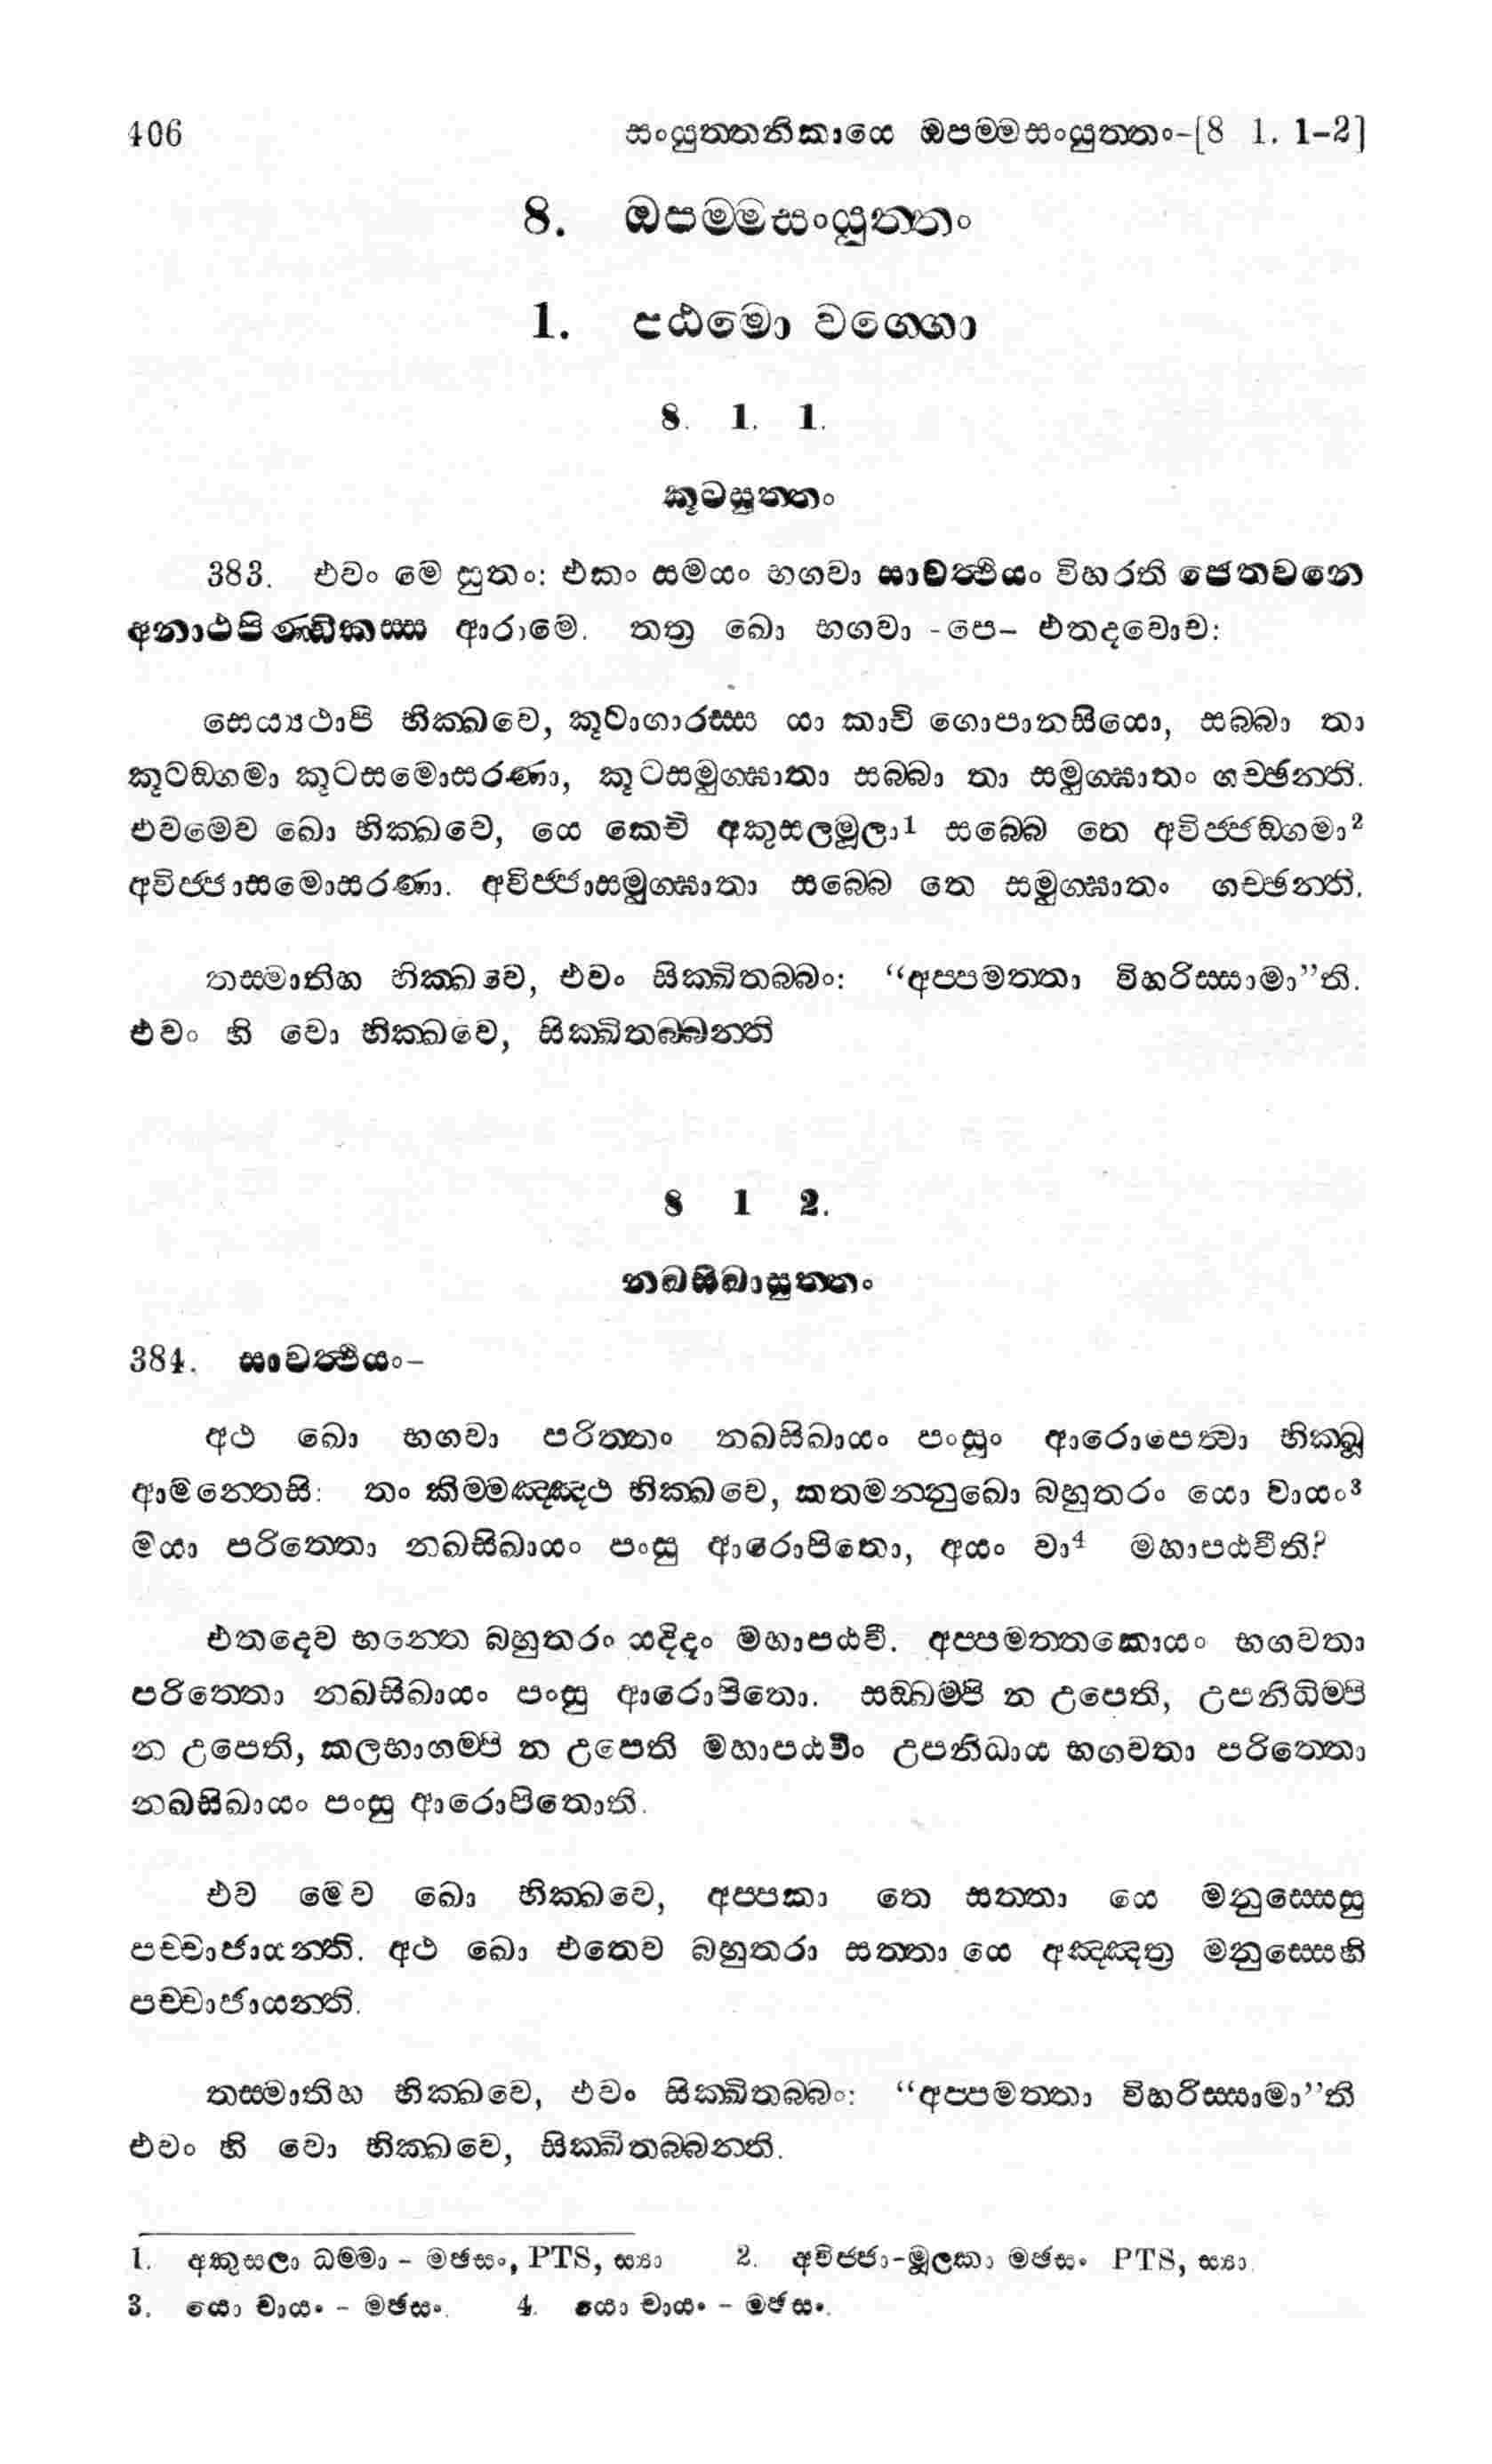 406 සංයුත්තනිකායෙ ඔපම්මසංයුත්තං-[8 1. 1-2]
8. ඔපම්මසංයුත්තං
1. පඨමො වග්ගො
8. 1. 1.
කූටසුත්තං
383. එවං මෙ සුතං: එකං සමයං භගවා සාවත්ථියං විහරති ජෙතවනෙ
අනාථපිණ්ඩිකස්ස ආරාමෙ. තත්‍ර ඛො භගවා -පෙ- එතදවොච:
සෙය්‍යථාපි භික්ඛවෙ, කූටාගාරස්ස යා කාචි ගොපානසියො, සබ්බා තා
කූටඞ්ගමා කූටසමොසරණා, කූටසමුග්ඝාතා සබ්බා තා සමුග්ඝාතං ගච්ඡන්ති.
එවමෙව ඛො භික්ඛවෙ, යෙ කෙචි අකුසලමූලා1 සබ්බෙ තෙ අවිජ්ජඞ්ගමා2
අවිජ්ජාසමොසරණා. අවිජ්ජාසමුග්ඝාතා සබ්බෙ තෙ සමුග්ඝාතං ගච්ඡන්ති.
තස්මාතිහ භික්ඛවෙ, එවං සික්ඛිතබ්බං: “අප්පමත්තා විහරිස්සාමා”ති.
එවං හි වො භික්ඛවෙ, සික්ඛිතබ්බන්ති
8 1 2.
නඛසිඛාසුත්තං
384. සාවත්ථියං-
අථ ඛො භගවා පරිත්තං නඛසිඛායං පංසුං ආරොපෙත්‍වා භික්ඛූ
ආමන්තෙසි: තං කිම්මඤ්ඤථ භික්ඛවෙ, කතමන්නුඛො බහුතරං යො වායං3
මයා පරිත්තො නඛසිඛායං පංසු ආරොපිතො, අයං වා4 මහාපඨවීති?
එතදෙව භන්තෙ බහුතරං යදිදං මහාපඨවී. අප්පමත්තකොයං භගවතා
පරිත්තො නඛසිඛායං පංසු ආරොපිතො. සඞ්ඛම්පි න උපෙති, උපනිධිම්පි
න උපෙති, කලභාගම්පි න උපෙති මහාපඨවිං උපනිධාය භගවතා පරිත්තො
නඛසිඛායං පංසු ආරොපිතොති.
එව මෙව ඛො භික්ඛවෙ, අප්පකා තෙ සත්තා යෙ මනුස්සෙසු
පච්චාජායන්ති. අථ ඛො එතෙව බහුතරා සත්තා යෙ අඤ්ඤත්‍ර මනුස්සෙහි
පච්චාජායන්ති.
තස්මාතිහ භික්ඛවෙ, එවං සික්ඛිතබ්බං: “අප්පමත්තා විහරිස්සාමා”ති
එවං හි වො භික්ඛවෙ, සික්ඛිතබ්බන්ති.
1. අකුසලා ධම්මා - මඡසං, PTS, ස්‍යා 2. අවිජ්ජා-මූලකා මඡසං PTS, ස්‍යා.
3. යො චායං - මඡසං. 4. යො චායං - මඡසං.